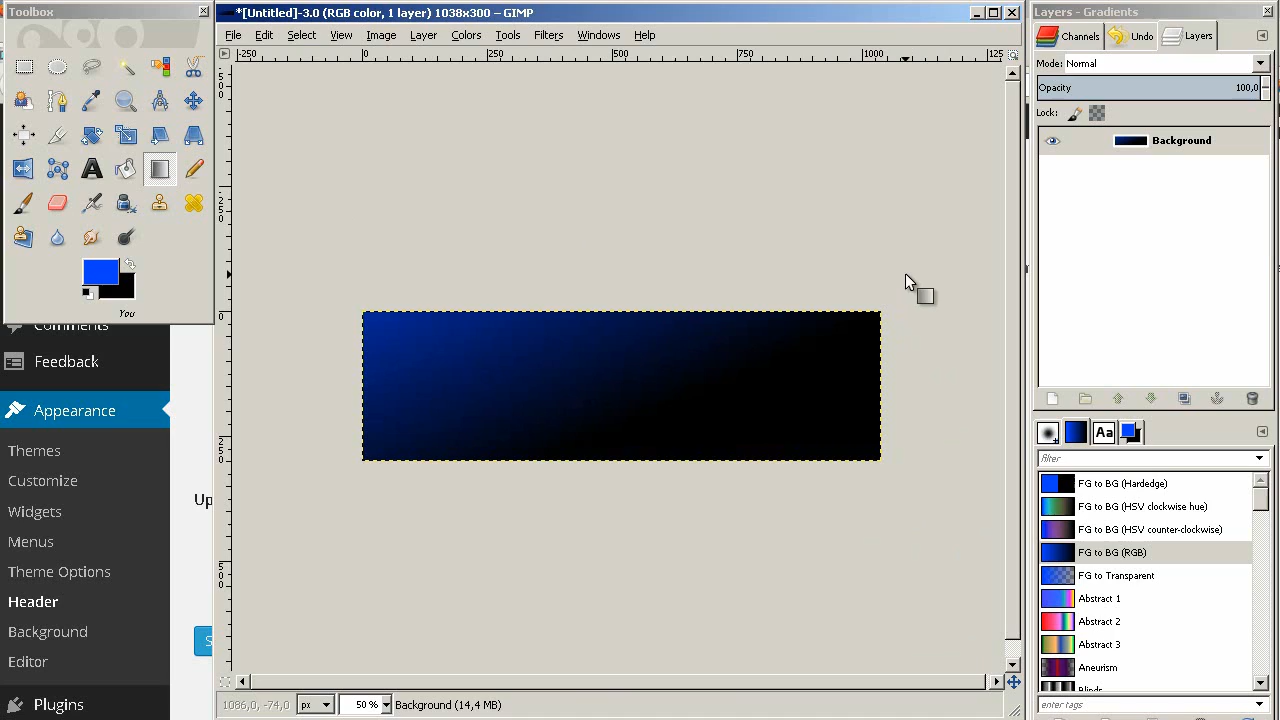 Toolbox
*[Untitled]-3.0 (RGB color, 1 layer) 1038x300 – GIMP
Layers - Gradients
File Edit Select View Image Layer Colors Tools Filters Windows Help
Channels Undo Layers
-250 0 250 500 750 1000 125
Mode: Normal
Opacity 100,0
Lock:
Background
You
Comments
Feedback
Appearance
Themes
Customize
Widgets
Menus
Theme Options
Header
Background
Editor
Plugins
Up
S
Aa
filter
FG to BG (Hardedge)
FG to BG (HSV clockwise hue)
FG to BG (HSV counter-clockwise)
FG to BG (RGB)
FG to Transparent
Abstract 1
Abstract 2
Abstract 3
Aneurism
Blinds
enter tags
1086,0, -74,0 px 50 % Background (14,4 MB)